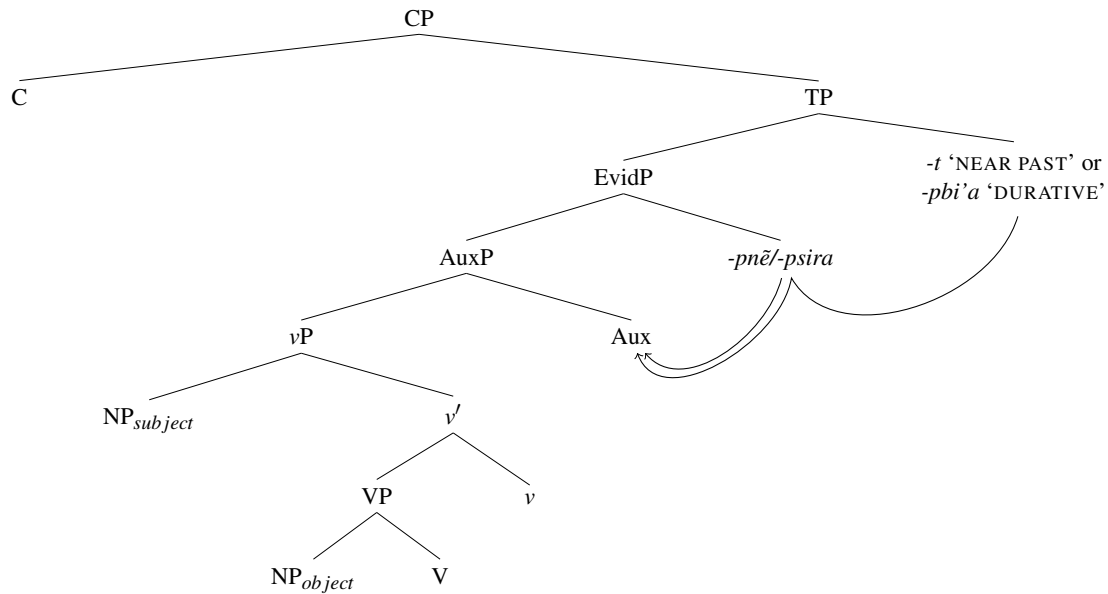 CP
C
TP
EvidP
-t ‘NEAR PAST’ or
-pbi’a ‘DURATIVE’
AuxP
-pnẽ/-psira
vP
Aux
NPsubject
v′
VP
v
NPobject
V